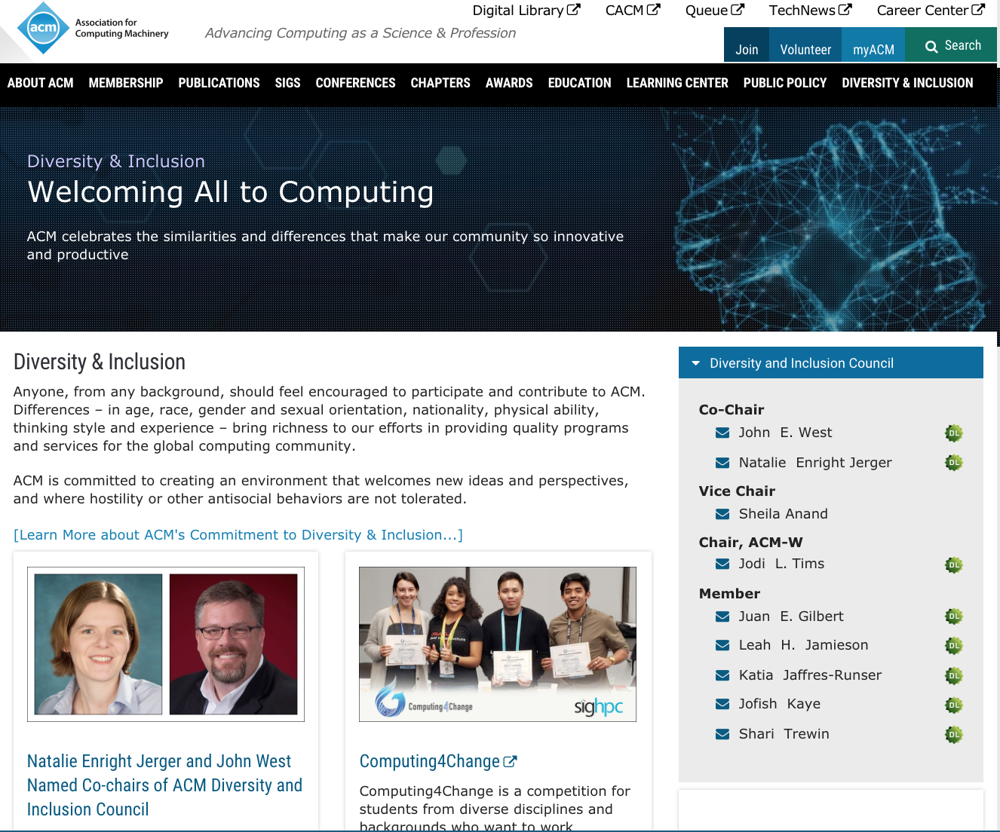 Digital Library CACM Queue TechNews Career Center
acm Association for
Computing Machinery
Advancing Computing as a Science & Profession
Join Volunteer myACM Search
ABOUT ACM MEMBERSHIP PUBLICATIONS SIGS CONFERENCES CHAPTERS AWARDS EDUCATION LEARNING CENTER PUBLIC POLICY DIVERSITY & INCLUSION
Diversity & Inclusion
Welcoming All to Computing
ACM celebrates the similarities and differences that make our community so innovative
and productive
Diversity & Inclusion
Anyone, from any background, should feel encouraged to participate and contribute to ACM.
Differences – in age, race, gender and sexual orientation, nationality, physical ability,
thinking style and experience – bring richness to our efforts in providing quality programs
and services for the global computing community.
ACM is committed to creating an environment that welcomes new ideas and perspectives,
and where hostility or other antisocial behaviors are not tolerated.
[Learn More about ACM's Commitment to Diversity & Inclusion...]
Computing4Change
sighpc
Natalie Enright Jerger and John West
Named Co-chairs of ACM Diversity and
Inclusion Council
Computing4Change
Computing4Change is a competition for
students from diverse disciplines and
backgrounds who want to work
Diversity and Inclusion Council
Co-Chair
John E. West DL
Natalie Enright Jerger DL
Vice Chair
Sheila Anand
Chair, ACM-W
Jodi L. Tims DL
Member
Juan E. Gilbert DL
Leah H. Jamieson DL
Katia Jaffres-Runser DL
Jofish Kaye DL
Shari Trewin DL